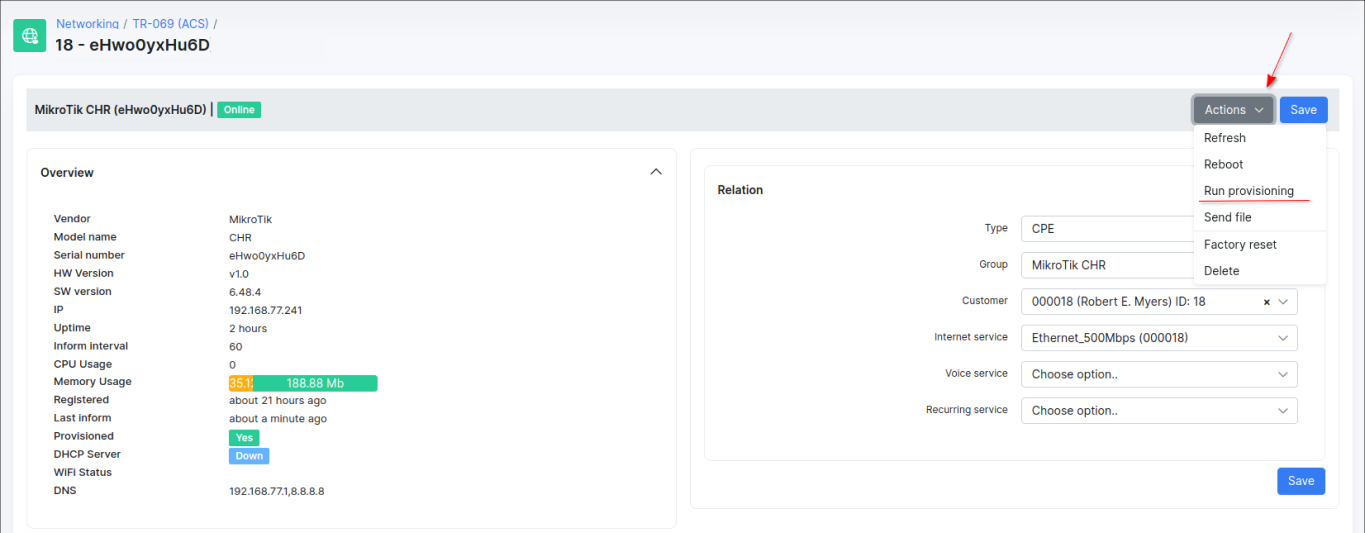 Networking / TR-069 (ACS) /
18 - eHwo0yxHu6D
MikroTik CHR (eHwo0yxHu6D) | Online
Actions
Save
Refresh
Reboot
Run provisioning
Send file
Factory reset
Delete
Overview
Vendor MikroTik
Model name CHR
Serial number eHwo0yxHu6D
HW Version v1.0
SW version 6.48.4
IP 192.168.77.241
Uptime 2 hours
Inform interval 60
CPU Usage 0
Memory Usage 188.88 Mb
Registered about 21 hours ago
Last inform about a minute ago
Provisioned Yes
DHCP Server Down
WiFi Status
DNS 192.168.77.1,8.8.8.8
Relation
Type CPE
Group MikroTik CHR
Customer 000018 (Robert E. Myers) ID: 18 ×
Internet service Ethernet_500Mbps (000018)
Voice service Choose option..
Recurring service Choose option..
Save